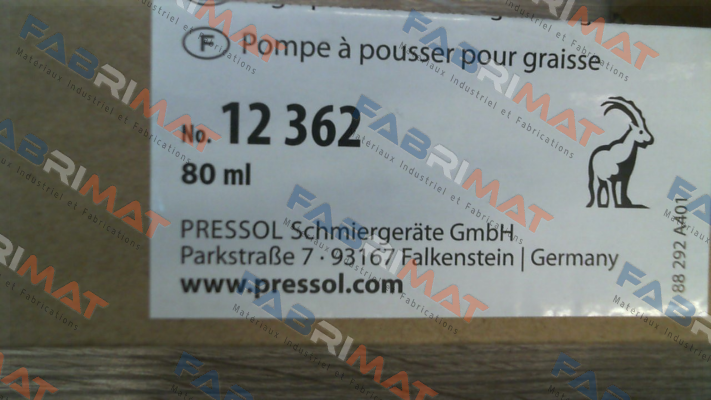 F Pompe à pousser pour graisse
No. 12 362
80 ml
PRESSOL Schmiergeräte GmbH
Parkstraße 7 · 93167 Falkenstein | Germany
www.pressol.com
88 292 A401
FABRIMAT
Materiaux Industriel et Fabrications